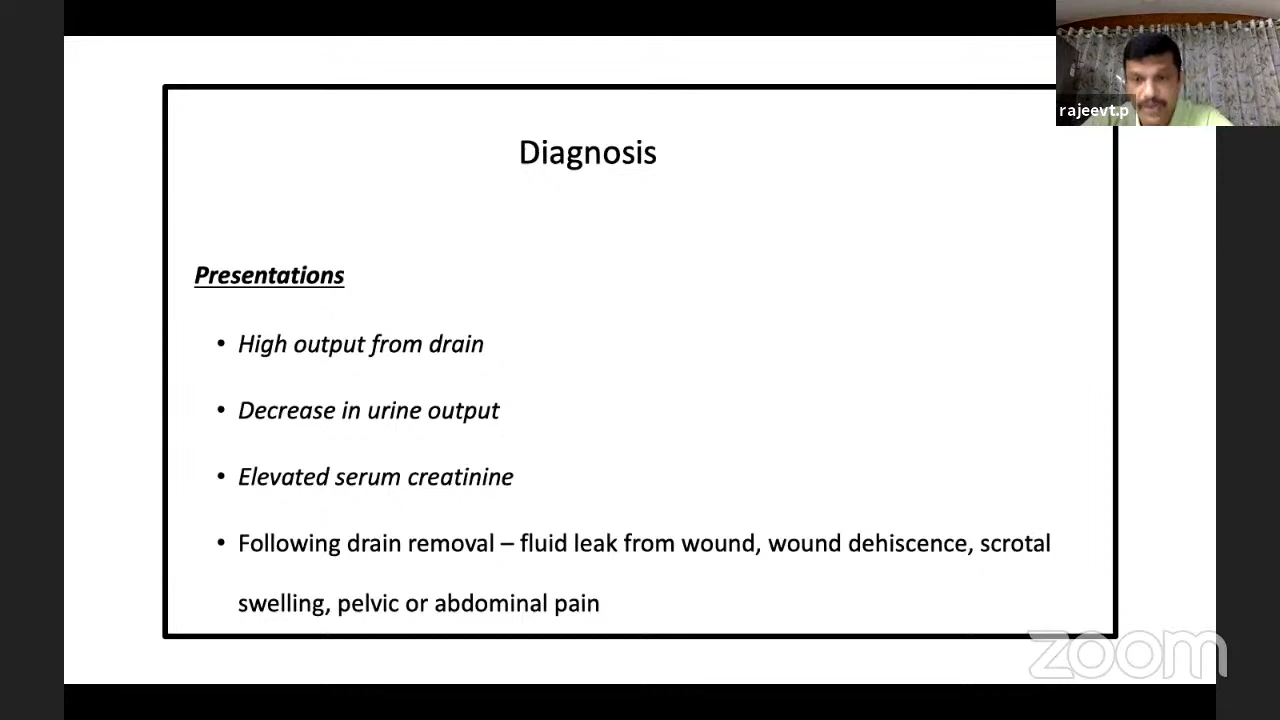 rajeevt.p
Diagnosis
Presentations
• High output from drain
• Decrease in urine output
• Elevated serum creatinine
• Following drain removal – fluid leak from wound, wound dehiscence, scrotal
swelling, pelvic or abdominal pain
zoom